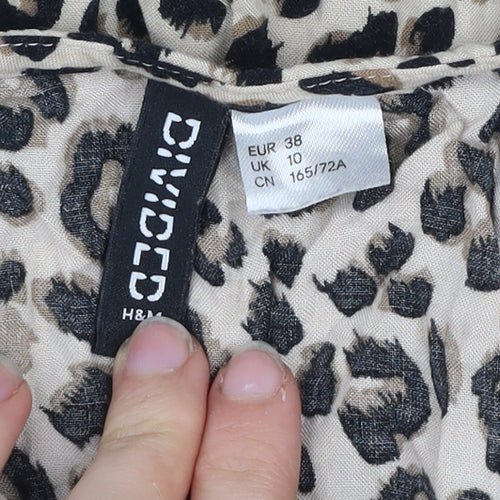 DIVIDED
H&M
EUR 38
UK 10
CN 165/72A